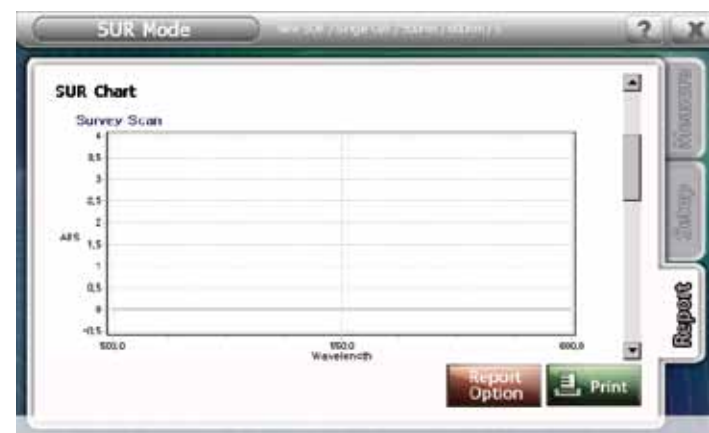 SUR Mode
? X
SUR Chart
Survey Scan
4
3,5
3
2,5
2
ABS 1,5
1
0,5
0
-0,5
500,0 550,0 600,0
Wavelength
Report
Option
Print
Measure
Setup
Report